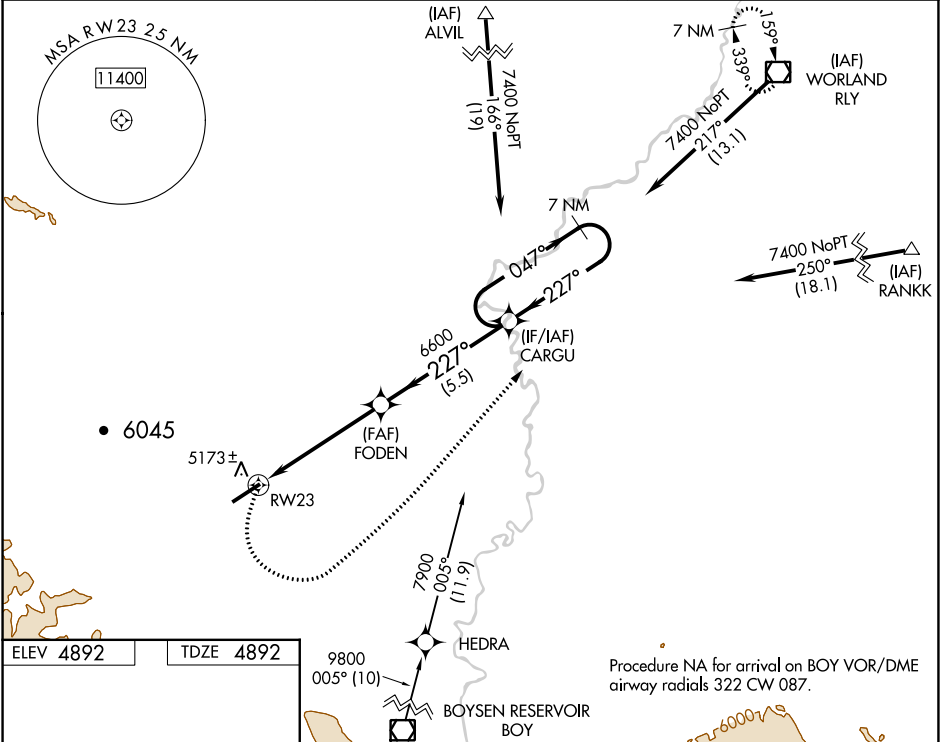 MSA RW23 25 NM
11400
(IAF)
ALVIL
7400 NoPT
166°
(19)
7 NM
159°
339°
(IAF)
WORLAND
RLY
7400 NoPT
217°
(13.1)
7 NM
047°
227°
7400 NoPT
250°
(18.1)
(IAF)
RANKK
(IF/IAF)
CARGU
6600
227°
(5.5)
(FAF)
FODEN
6045
5173±
RW23
7900
005°
(11.9)
HEDRA
9800
005° (10)
BOYSEN RESERVOIR
BOY
ELEV 4892
TDZE 4892
Procedure NA for arrival on BOY VOR/DME
airway radials 322 CW 087.
6000